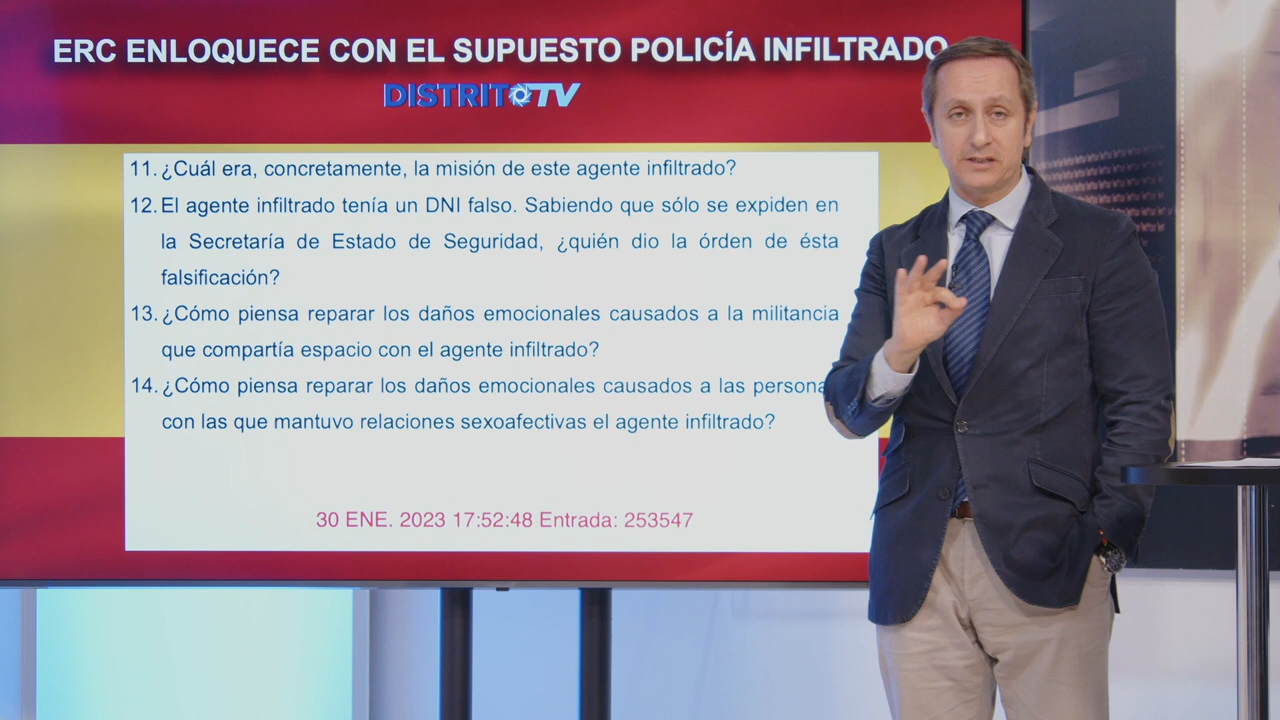 ERC ENLOQUECE CON EL SUPUESTO POLICÍA INFILTRADO
DISTRITO TV
11. ¿Cuál era, concretamente, la misión de este agente infiltrado?
12. El agente infiltrado tenía un DNI falso. Sabiendo que sólo se expiden en
la Secretaría de Estado de Seguridad, ¿quién dio la órden de ésta
falsificación?
13. ¿Cómo piensa reparar los daños emocionales causados a la militancia
que compartía espacio con el agente infiltrado?
14. ¿Cómo piensa reparar los daños emocionales causados a las persona
con las que mantuvo relaciones sexoafectivas el agente infiltrado?
30 ENE. 2023 17:52:48 Entrada: 253547